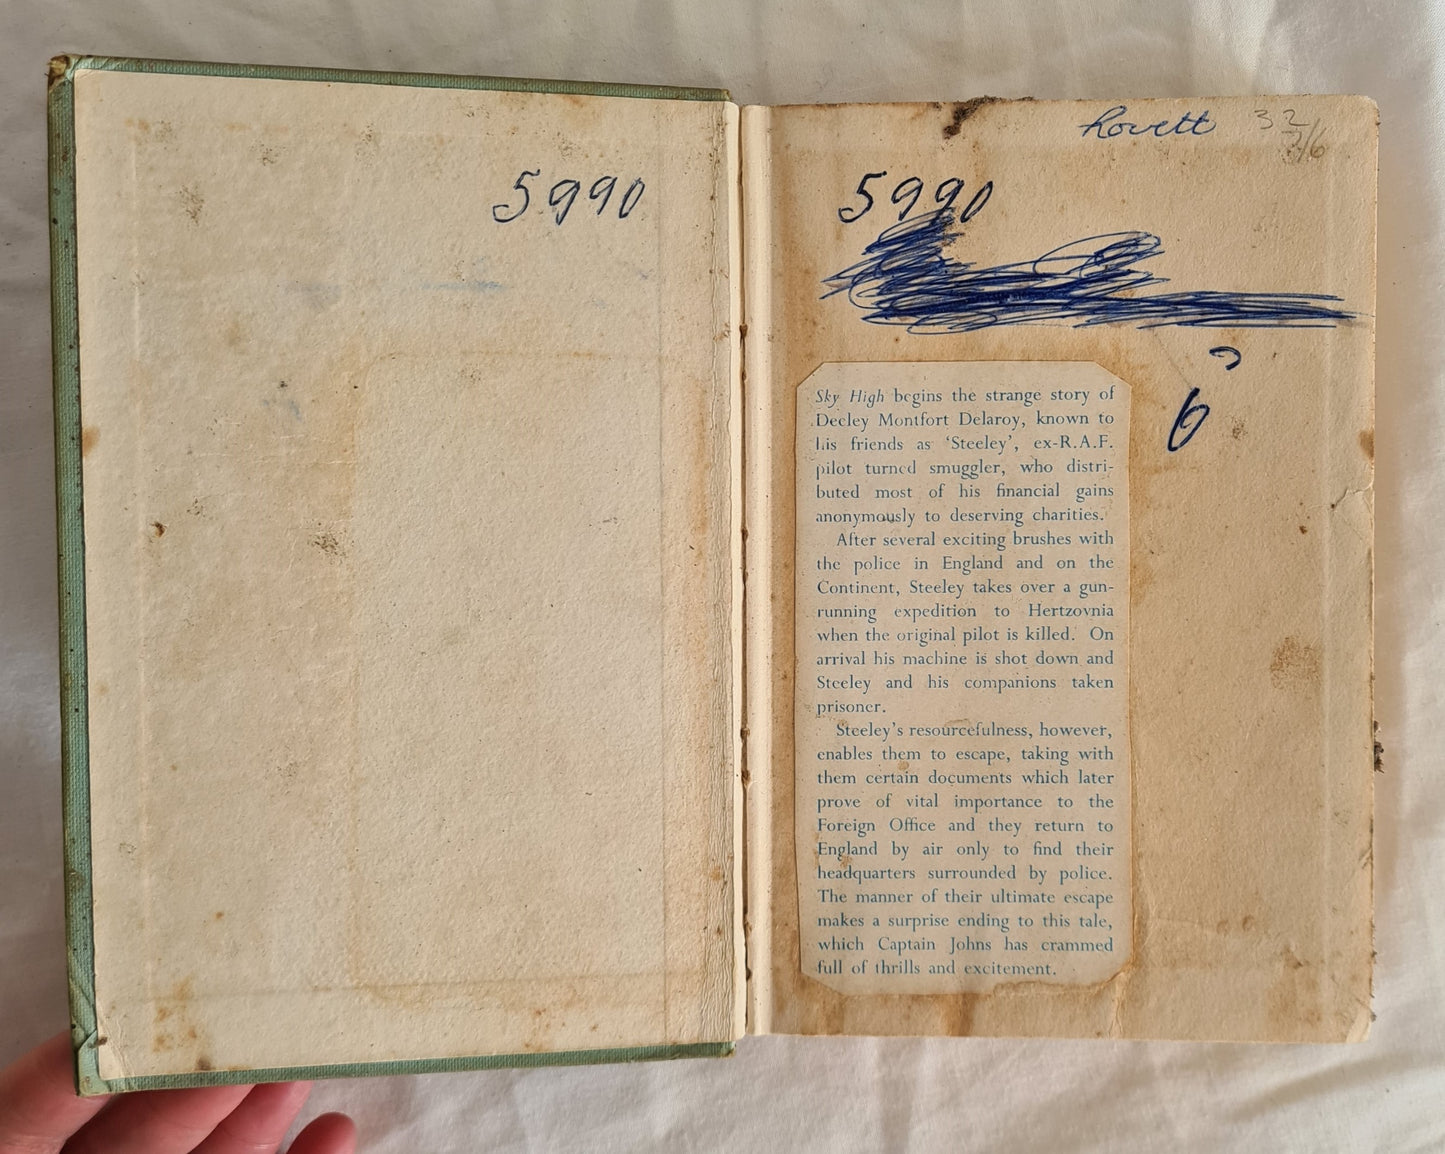 5990
Lovett 32
7/6
5990
6
Sky High begins the strange story of
Deeley Montfort Delaroy, known to
his friends as ‘Steeley’, ex-R.A.F.
pilot turned smuggler, who distri-
buted most of his financial gains
anonymously to deserving charities.
After several exciting brushes with
the police in England and on the
Continent, Steeley takes over a gun-
running expedition to Hertzovnia
when the original pilot is killed. On
arrival his machine is shot down and
Steeley and his companions taken
prisoner.
Steeley’s resourcefulness, however,
enables them to escape, taking with
them certain documents which later
prove of vital importance to the
Foreign Office and they return to
England by air only to find their
headquarters surrounded by police.
The manner of their ultimate escape
makes a surprise ending to this tale,
which Captain Johns has crammed
full of thrills and excitement.